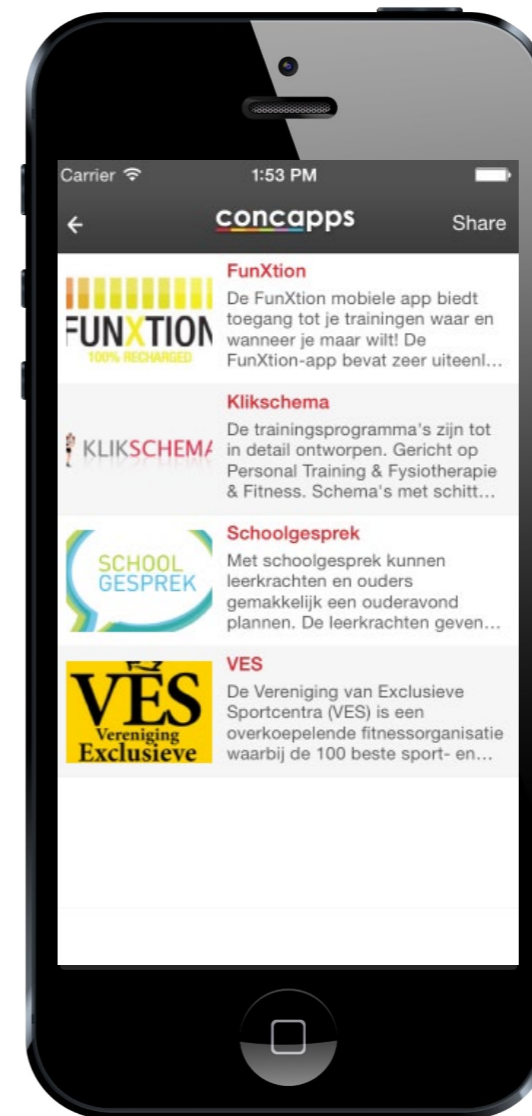 Carrier 1:53 PM
concapps Share
FUNXTION
100% RECHARGED
FunXtion
De FunXtion mobiele app biedt
toegang tot je trainingen waar en
wanneer je maar wilt! De
FunXtion-app bevat zeer uiteenl...
KLIKSCHEMA
Klikschema
De trainingsprogramma's zijn tot
in detail ontworpen. Gericht op
Personal Training & Fysiotherapie
& Fitness. Schema's met schitt...
SCHOOL
GESPREK
Schoolgesprek
Met schoolgesprek kunnen
leerkrachten en ouders
gemakkelijk een ouderavond
plannen. De leerkrachten geven...
VES
Vereniging
Exclusieve
VES
De Vereniging van Exclusieve
Sportcentra (VES) is een
overkoepelende fitnessorganisatie
waarbij de 100 beste sport- en...